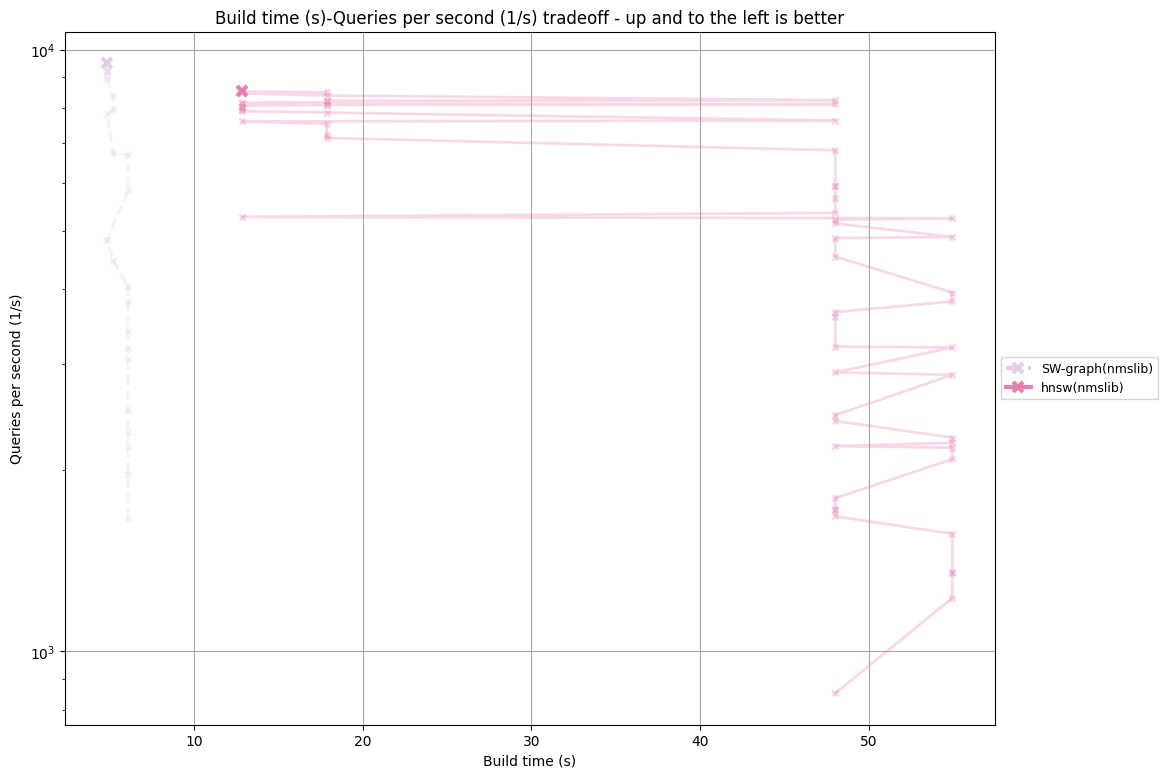 Build time (s)-Queries per second (1/s) tradeoff - up and to the left is better
10⁴
10³
Queries per second (1/s)
10 20 30 40 50
Build time (s)
SW-graph(nmslib)
hnsw(nmslib)